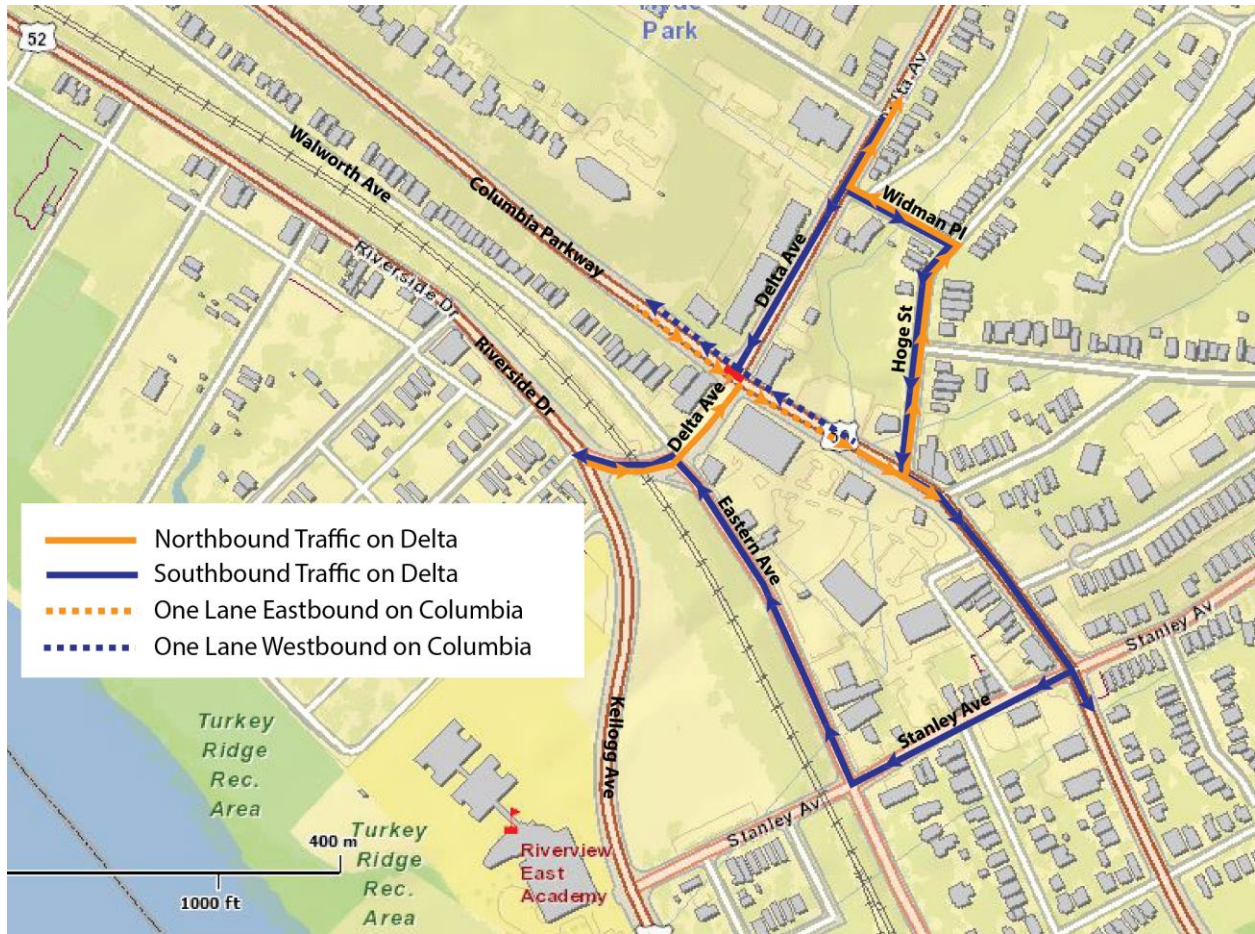 Park
52
Walworth Ave
Columbia Parkway
Widman Pl
Delta Ave
Riverside Dr
Riverside Dr
Hoge St
Delta Ave
Eastern Ave
Northbound Traffic on Delta
Southbound Traffic on Delta
One Lane Eastbound on Columbia
One Lane Westbound on Columbia
Stanley Av
Stanley Ave
Kellogg Ave
Stanley Av
Turkey
Ridge
Rec.
Area
400 m
1000 ft
Turkey
Ridge
Rec.
Area
Riverview
East
Academy